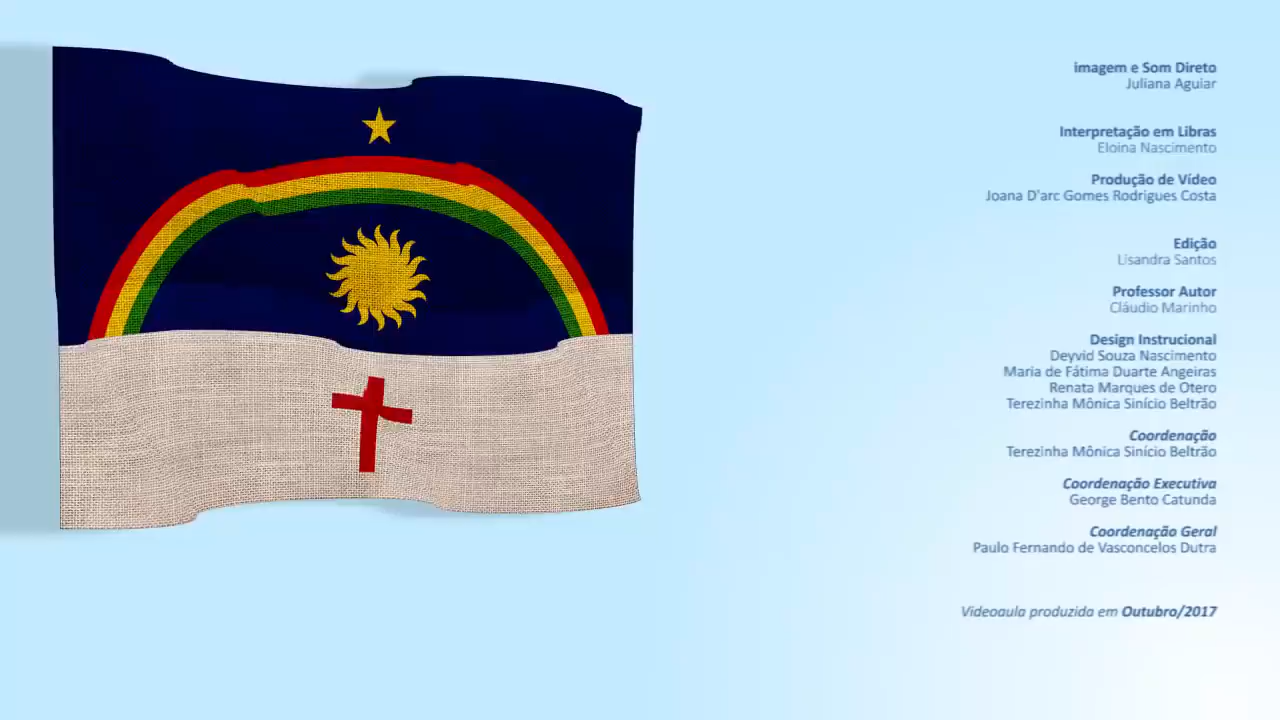 imagem e Som Direto
Juliana Aguiar
Interpretação em Libras
Eloina Nascimento
Produção de Vídeo
Joana D'arc Gomes Rodrigues Costa
Edição
Lisandra Santos
Professor Autor
Cláudio Marinho
Design Instrucional
Deyvid Souza Nascimento
Maria de Fátima Duarte Angeiras
Renata Marques de Otero
Terezinha Mônica Sinício Beltrão
Coordenação
Terezinha Mônica Sinício Beltrão
Coordenação Executiva
George Bento Catunda
Coordenação Geral
Paulo Fernando de Vasconcelos Dutra
Videoaula produzida em Outubro/2017